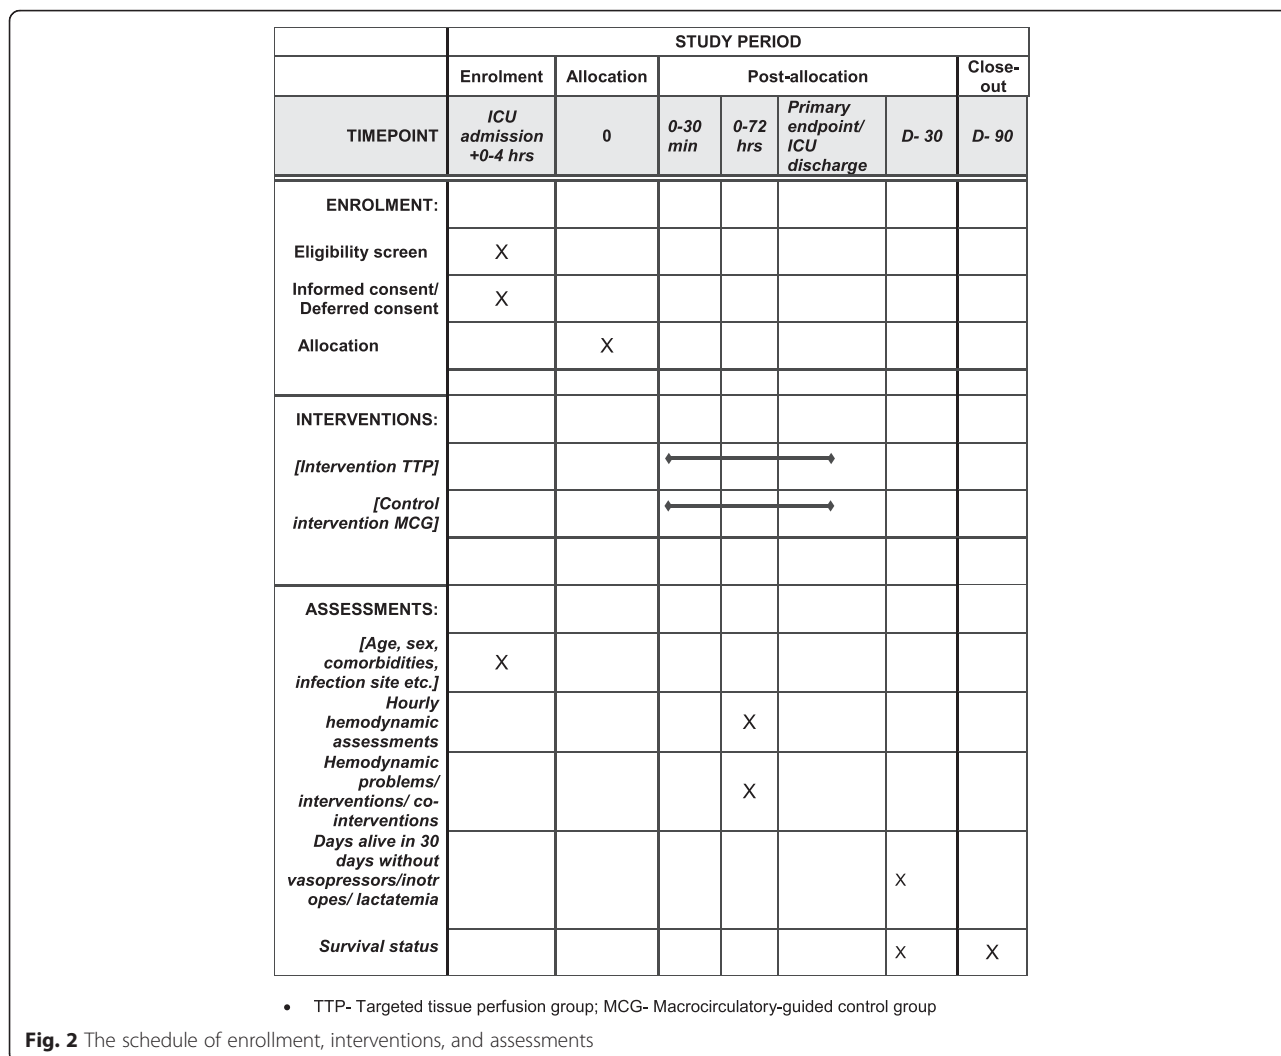 STUDY PERIOD
Enrolment Allocation Post-allocation Close-
out
TIMEPOINT ICU
admission
+0-4 hrs 0 0-30
min 0-72
hrs Primary
endpoint/
ICU
discharge D- 30 D- 90
ENROLMENT:
Eligibility screen X
Informed consent/
Deferred consent X
Allocation X
INTERVENTIONS:
[Intervention TTP]
[Control
intervention MCG]
ASSESSMENTS:
[Age, sex,
comorbidities, X
infection site etc.]
Hourly
hemodynamic X
assessments
Hemodynamic
problems/
interventions/ co- X
interventions
Days alive in 30
days without
vasopressors/inotr X
opes/ lactatemia
Survival status X X
• TTP- Targeted tissue perfusion group; MCG- Macrocirculatory-guided control group
Fig. 2 The schedule of enrollment, interventions, and assessments